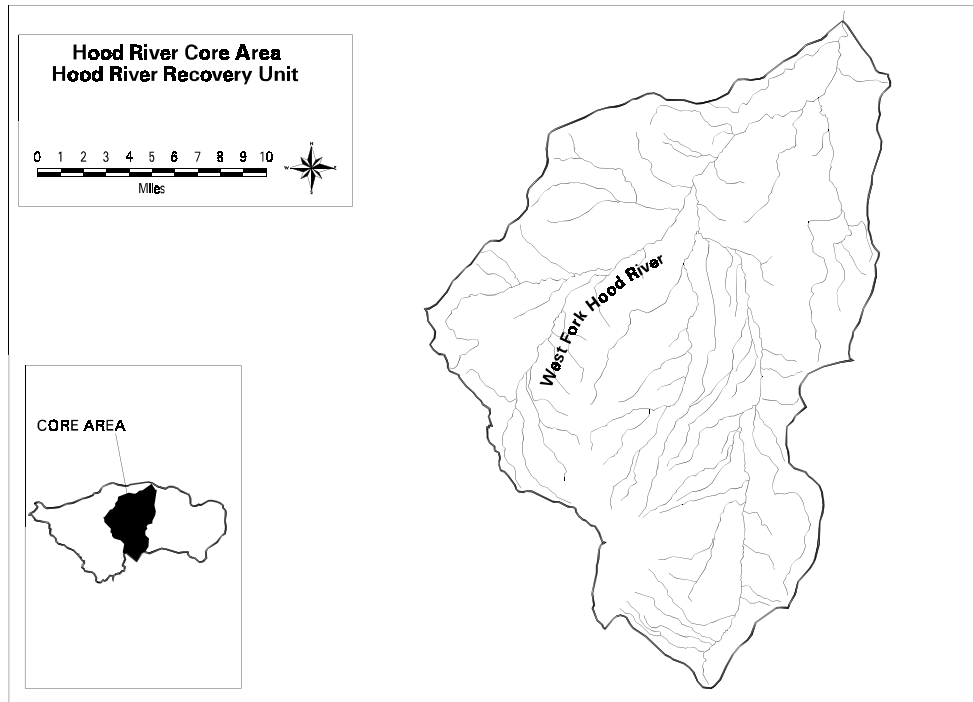 Hood River Core Area
Hood River Recovery Unit
0 1 2 3 4 5 6 7 8 9 10
Miles
N
W E
S
West Fork Hood River
CORE AREA